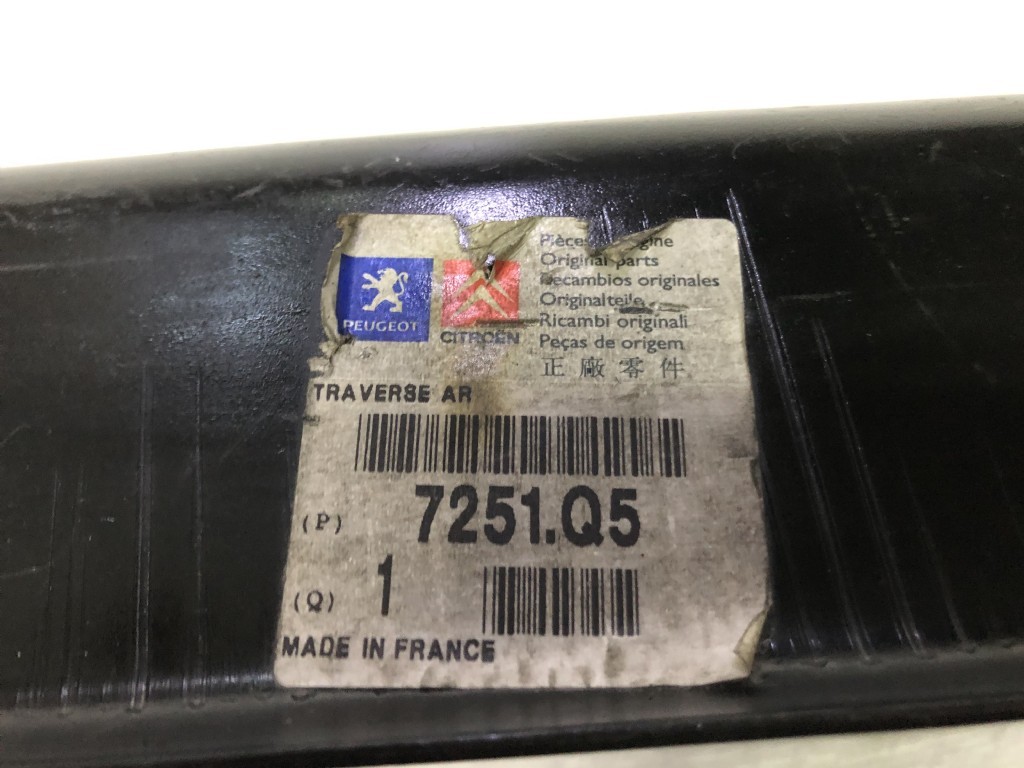 PEUGEOT
CITROËN
Pièces gine
Original parts
Recambios originales
Originalteile
Ricambi originali
Peças de origem
正廠零件
TRAVERSE AR
(P) 7251.Q5
(Q) 1
MADE IN FRANCE